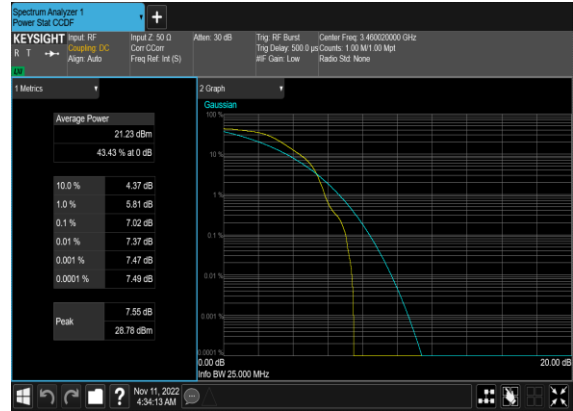 Spectrum Analyzer 1
Power Stat CCDF
KEYSIGHT
R T
LXI
Input: RF
Coupling: DC
Align: Auto
Input Z: 50 Ω
Corr CCorr
Freq Ref: Int (S)
Atten: 30 dB
Trig: RF Burst
Trig Delay: 500.0 µs
#IF Gain: Low
Center Freq: 3.460020000 GHz
Counts: 1.00 M/1.00 Mpt
Radio Std: None
1 Metrics
Average Power
21.23 dBm
43.43 % at 0 dB
10.0 % 4.37 dB
1.0 % 5.81 dB
0.1 % 7.02 dB
0.01 % 7.37 dB
0.001 % 7.47 dB
0.0001 % 7.49 dB
Peak
7.55 dB
28.78 dBm
2 Graph
Gaussian
100 %
10 %
1 %
0.1 %
0.01 %
0.001 %
0.0001 %
0.00 dB
20.00 dB
Info BW 25.000 MHz
?
Nov 11, 2022
4:34:13 AM